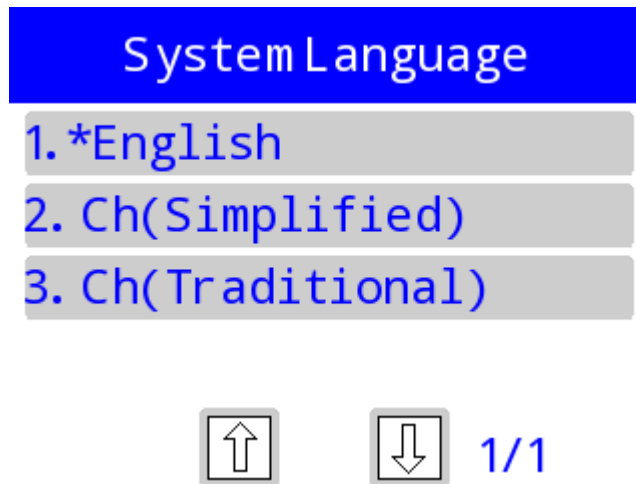 System Language
1.*English
2. Ch(Simplified)
3. Ch(Traditional)
1/1